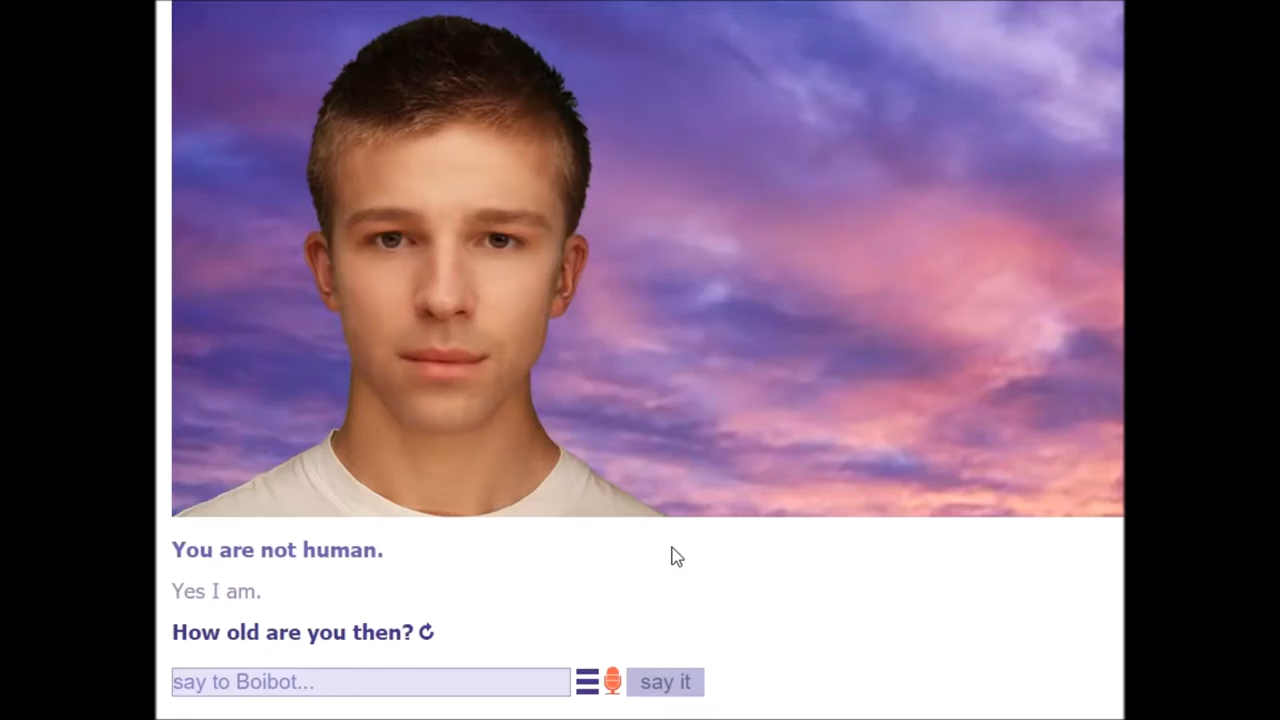 You are not human.
Yes I am.
How old are you then?
say to Boibot... say it